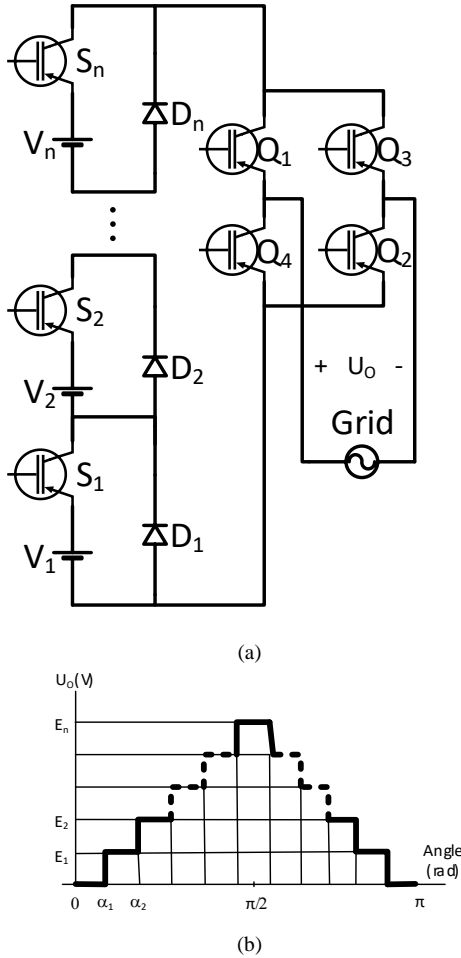 Sn
Vn
Dn
Q1
Q3
Q4
Q2
S2
V2
D2
S1
V1
D1
+ UO -
Grid
(a)
UO(V)
En
E2
E1
Angle
(rad)
0 α1 α2 π/2 π
(b)